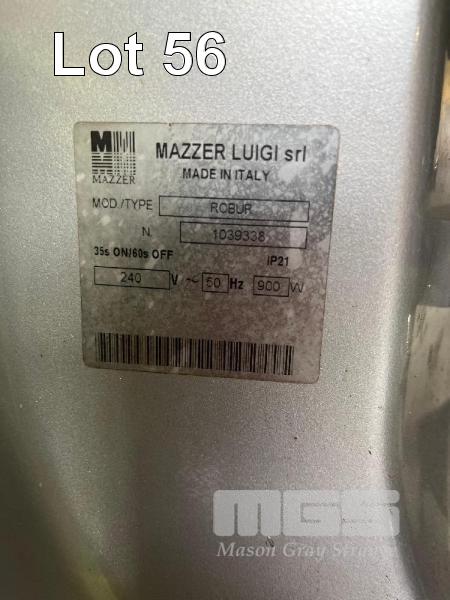 Lot 56
MAZZER
MAZZER LUIGI srl
MADE IN ITALY
MOD./TYPE ROBUR
N. 1039338
35s ON/60s OFF IP21
240 V ~ 50 Hz 900 W
MGS
Mason Gray Strange